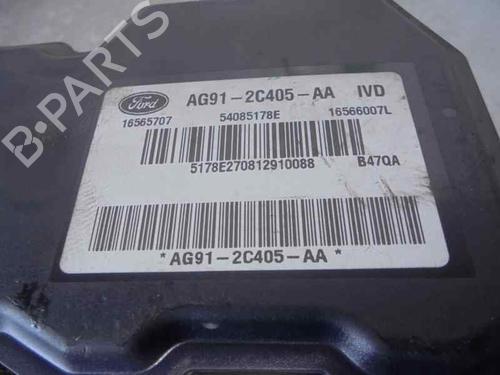 B-PARTS
Ford AG91-2C405-AA IVD
16565707 54085178E 16566007L
5178E270812910088 B47QA
*AG91-2C405-AA*